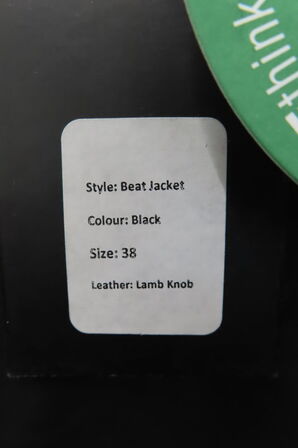 think
Style: Beat Jacket
Colour: Black
Size: 38
Leather: Lamb Knob